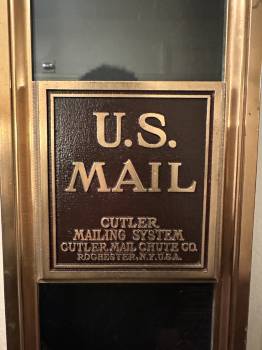 U.S.
MAIL
CUTLER
MAILING SYSTEM
CUTLER MAIL CHUTE CO.
ROCHESTER, N.Y. U.S.A.